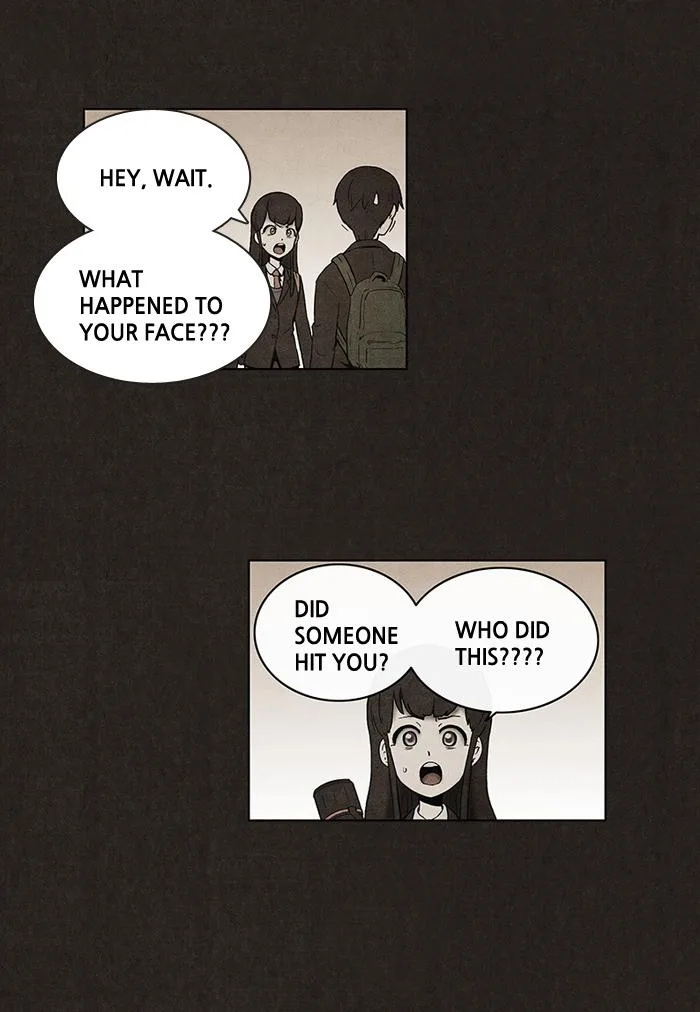 HEY, WAIT.
WHAT
HAPPENED TO
YOUR FACE???
DID
SOMEONE
HIT YOU?
WHO DID
THIS????